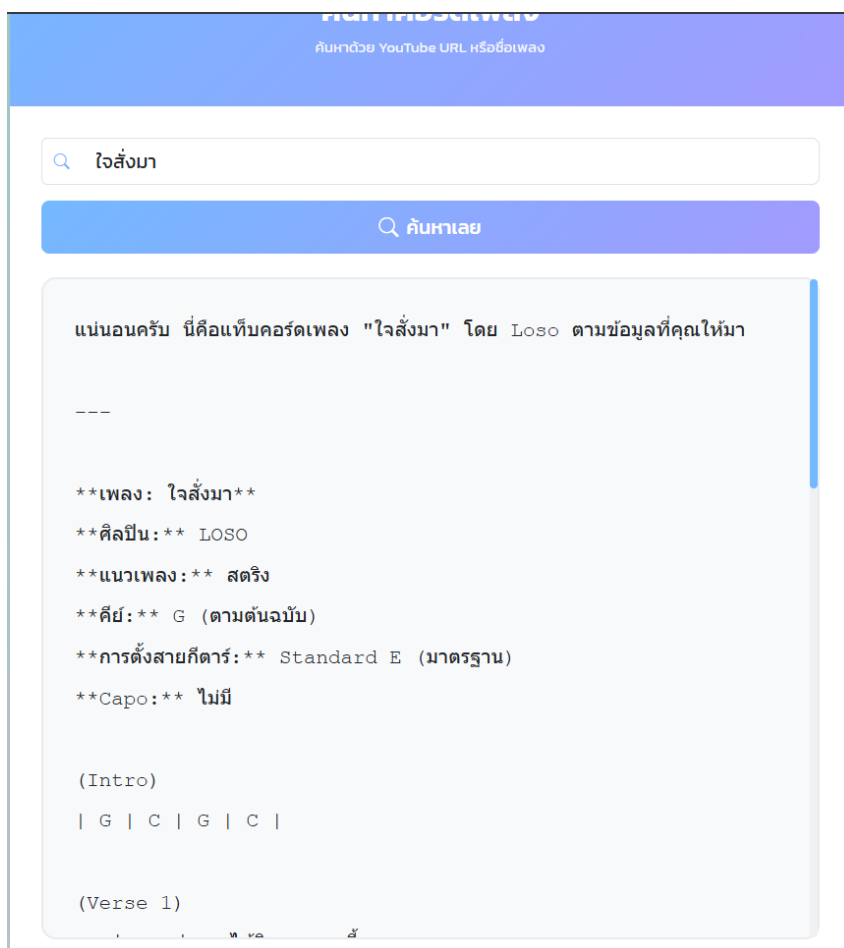 ค้นหาด้วย YouTube URL หรือชื่อเพลง
ใจสั่งมา
ค้นหาเลย
แน่นอนครับ นี่คือแท็บคอร์ดเพลง "ใจสั่งมา" โดย Loso ตามข้อมูลที่คุณให้มา
---
**เพลง: ใจสั่งมา**
**ศิลปิน:** LOSO
**แนวเพลง:** สตริง
**คีย์:** G (ตามต้นฉบับ)
**การตั้งสายกีตาร์:** Standard E (มาตรฐาน)
**Capo:** ไม่มี
(Intro)
| G | C | G | C |
(Verse 1)